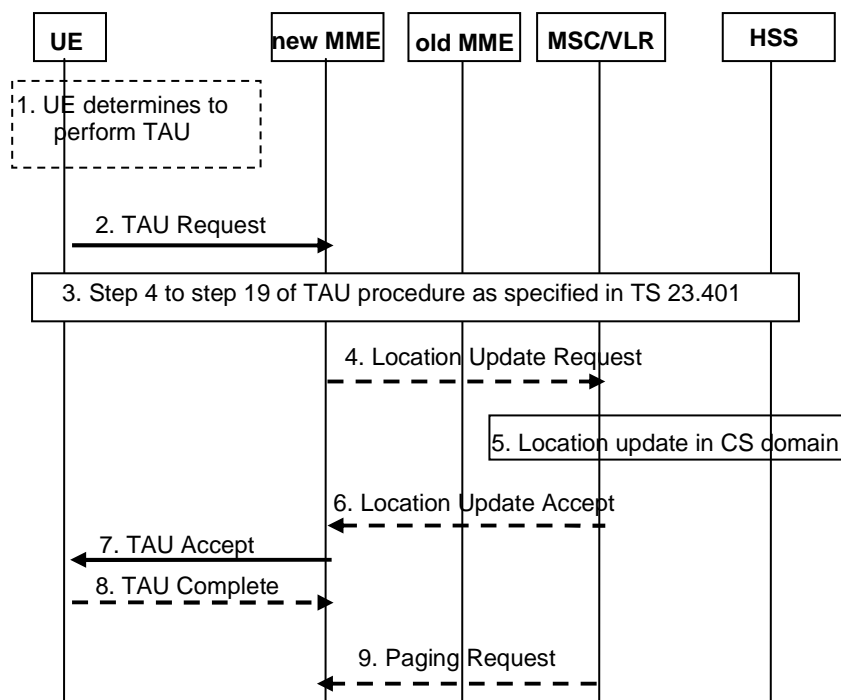 UE
new MME
old MME
MSC/VLR
HSS
1. UE determines to
perform TAU
2. TAU Request
3. Step 4 to step 19 of TAU procedure as specified in TS 23.401
4. Location Update Request
5. Location update in CS domain
6. Location Update Accept
7. TAU Accept
8. TAU Complete
9. Paging Request